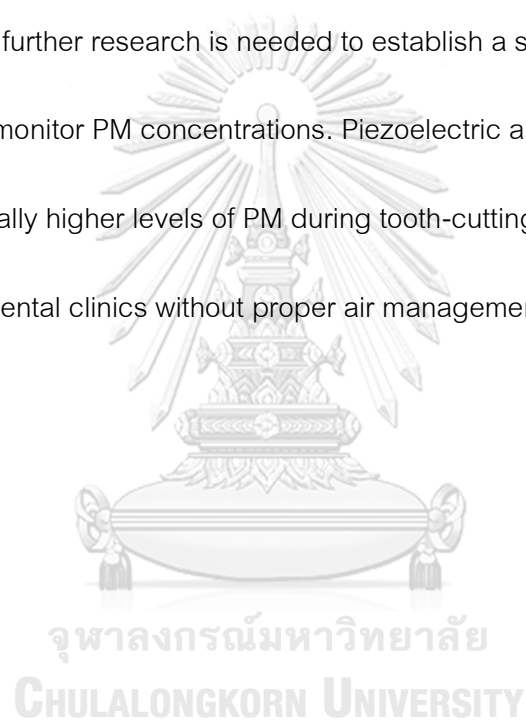 further research is needed to establish a s
monitor PM concentrations. Piezoelectric a
ally higher levels of PM during tooth-cutting
ental clinics without proper air managemen
จุฬาลงกรณ์มหาวิทยาลัย
CHULALONGKORN UNIVERSITY